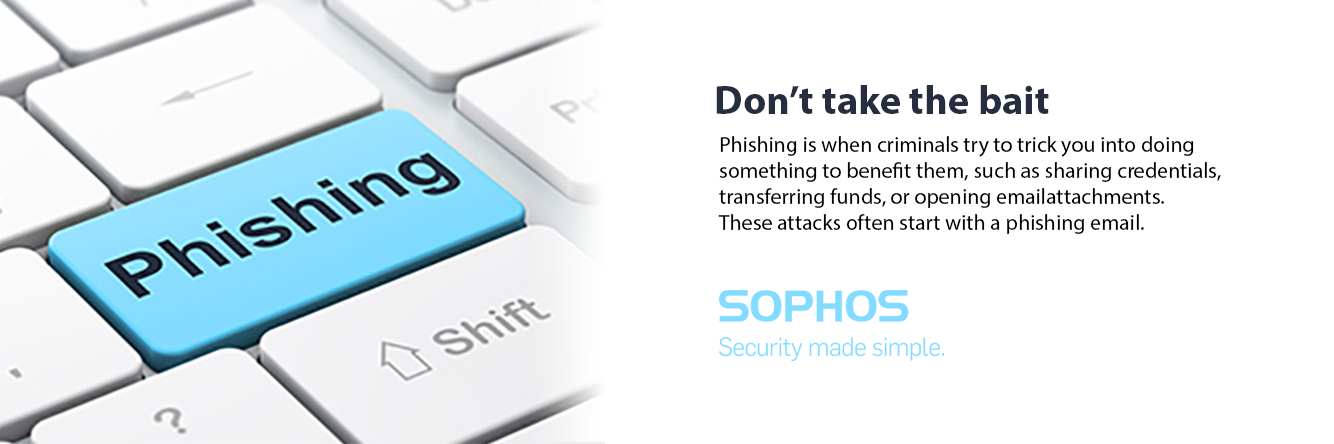 Phishing
Shift
?
,
Don't take the bait
Phishing is when criminals try to trick you into doing
something to benefit them, such as sharing credentials,
transferring funds, or opening emailattachments.
These attacks often start with a phishing email.
SOPHOS
Security made simple.